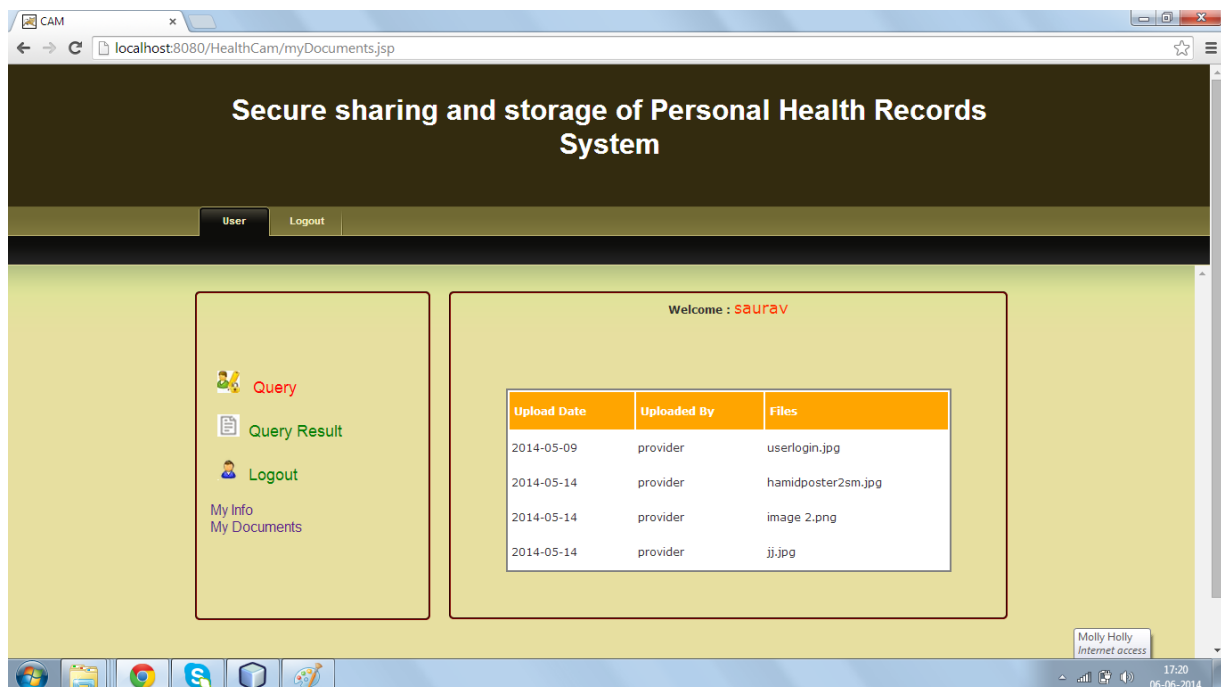 CAM
localhost:8080/HealthCam/myDocuments.jsp
Secure sharing and storage of Personal Health Records
System
User Logout
Welcome : saurav
Query
Query Result
Logout
My Info
My Documents
Upload Date Uploaded By Files
2014-05-09 provider userlogin.jpg
2014-05-14 provider hamidposter2sm.jpg
2014-05-14 provider image 2.png
2014-05-14 provider jj.jpg
Molly Holly
Internet access
17:20
06-06-2014